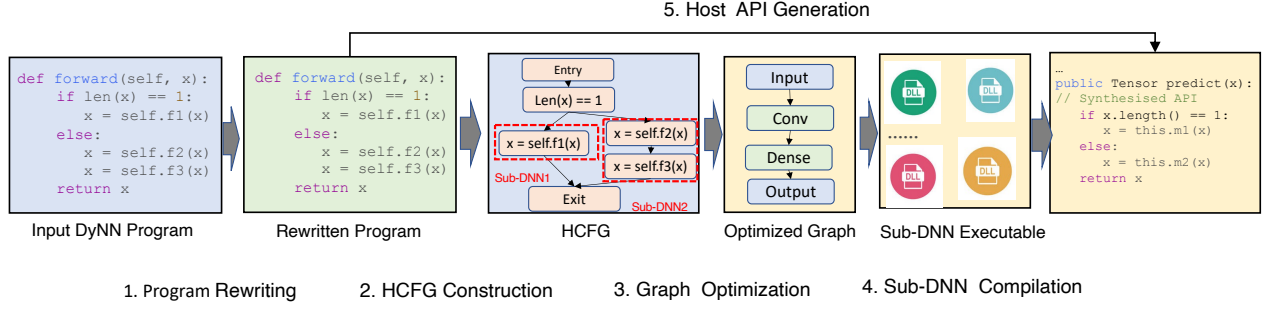 5. Host API Generation
def forward(self, x):
if len(x) == 1:
x = self.f1(x)
else:
x = self.f2(x)
x = self.f3(x)
return x
Input DyNN Program
def forward(self, x):
if len(x) == 1:
x = self.f1(x)
else:
x = self.f2(x)
x = self.f3(x)
return x
Rewritten Program
Entry
Len(x) == 1
x = self.f1(x)
x = self.f2(x)
x = self.f3(x)
Sub-DNN1
Exit
Sub-DNN2
HCFG
Input
Conv
Dense
Output
Optimized Graph
DLL
DLL
......
DLL
DLL
Sub-DNN Executable
…
public Tensor predict(x):
// Synthesised API
if x.length() == 1:
x = this.m1(x)
else:
x = this.m2(x)
return x
1. Program Rewriting
2. HCFG Construction
3. Graph Optimization
4. Sub-DNN Compilation